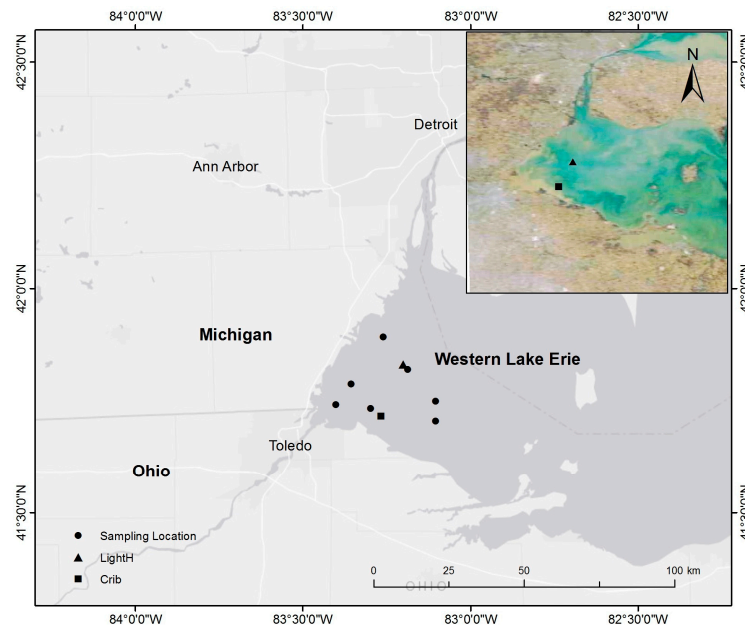 84°0'0"W 83°30'0"W 83°0'0"W 82°30'0"W
42°30'0"N
N
Detroit
Ann Arbor
42°0'0"N
Michigan
Western Lake Erie
Toledo
Ohio
41°30'0"N
Sampling Location
LightH
Crib
0 25 50 100 km
OHIO
84°0'0"W 83°30'0"W 83°0'0"W 82°30'0"W